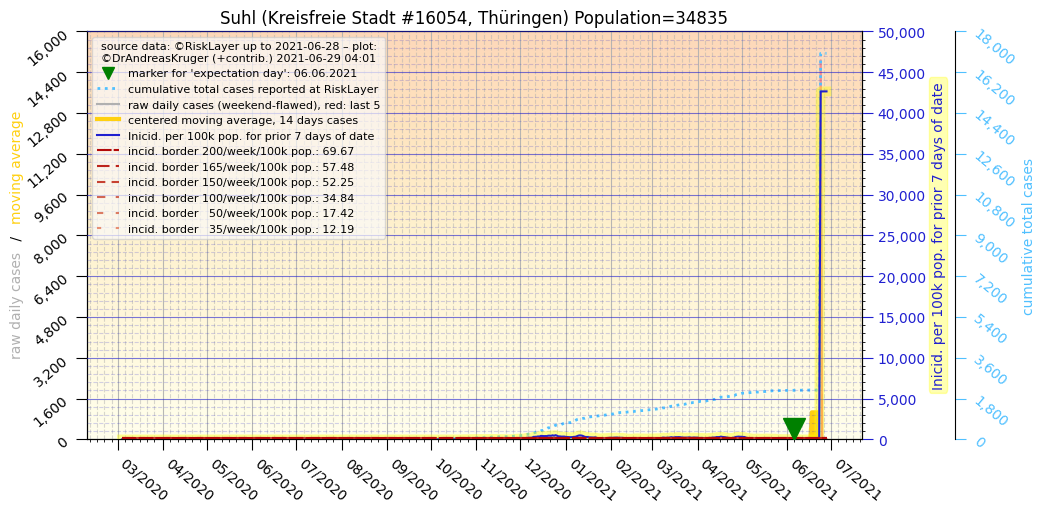 Suhl (Kreisfreie Stadt #16054, Thüringen) Population=34835
source data: ©RiskLayer up to 2021-06-28 – plot:
©DrAndreasKruger (+contrib.) 2021-06-29 04:01
marker for 'expectation day': 06.06.2021
cumulative total cases reported at RiskLayer
raw daily cases (weekend-flawed), red: last 5
centered moving average, 14 days cases
Inicid. per 100k pop. for prior 7 days of date
incid. border 200/week/100k pop.: 69.67
incid. border 165/week/100k pop.: 57.48
incid. border 150/week/100k pop.: 52.25
incid. border 100/week/100k pop.: 34.84
incid. border   50/week/100k pop.: 17.42
incid. border   35/week/100k pop.: 12.19
raw daily cases / moving average
16,000
14,400
12,800
11,200
9,600
8,000
6,400
4,800
3,200
1,600
0
03/2020
04/2020
05/2020
06/2020
07/2020
08/2020
09/2020
10/2020
11/2020
12/2020
01/2021
02/2021
03/2021
04/2021
05/2021
06/2021
07/2021
50,000
45,000
40,000
35,000
30,000
25,000
20,000
15,000
10,000
5,000
0
Inicid. per 100k pop. for prior 7 days of date
18,000
16,200
14,400
12,600
10,800
9,000
7,200
5,400
3,600
1,800
0
cumulative total cases